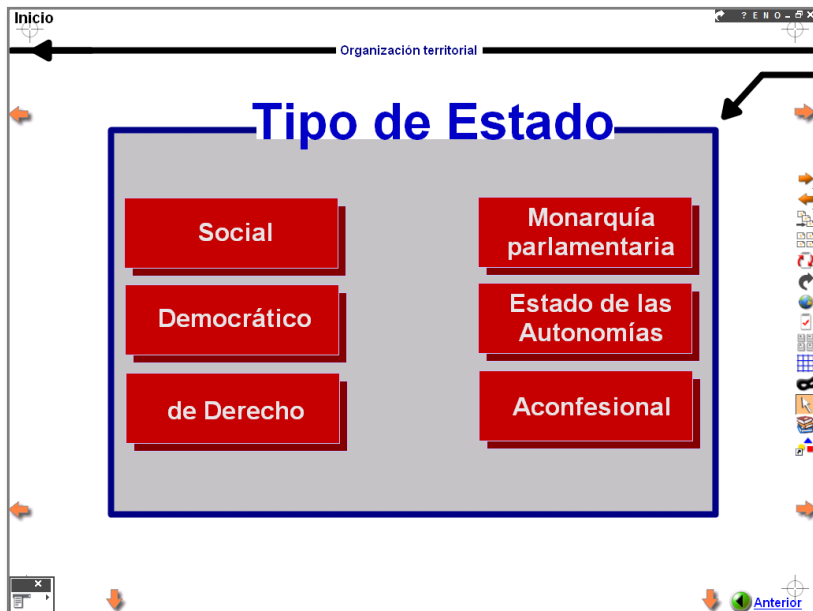 Inicio
? E N O
Organización territorial
Tipo de Estado
Social
Democrático
de Derecho
Monarquía
parlamentaria
Estado de las
Autonomías
Aconfesional
Anterior